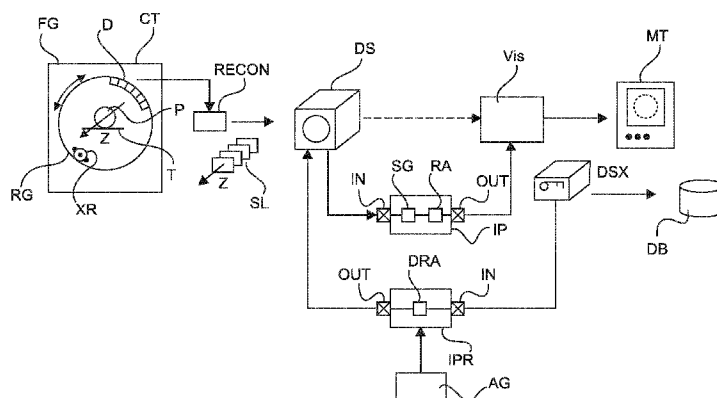 FG
D
CT
RECON
DS
Vis
MT
P
Z
T
RG
XR
Z
SL
IN
SG
RA
OUT
IP
DSX
DB
OUT
DRA
IN
IPR
AG